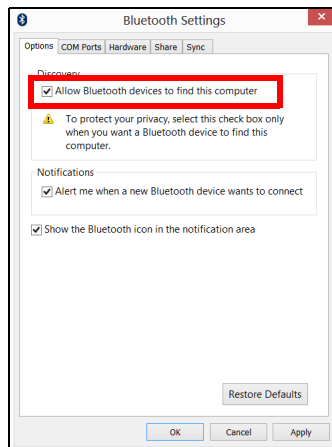 Bluetooth Settings
Options COM Ports Hardware Share Sync
Discovery
Allow Bluetooth devices to find this computer
To protect your privacy, select this check box only
when you want a Bluetooth device to find this
computer.
Notifications
Alert me when a new Bluetooth device wants to connect
Show the Bluetooth icon in the notification area
Restore Defaults
OK Cancel Apply